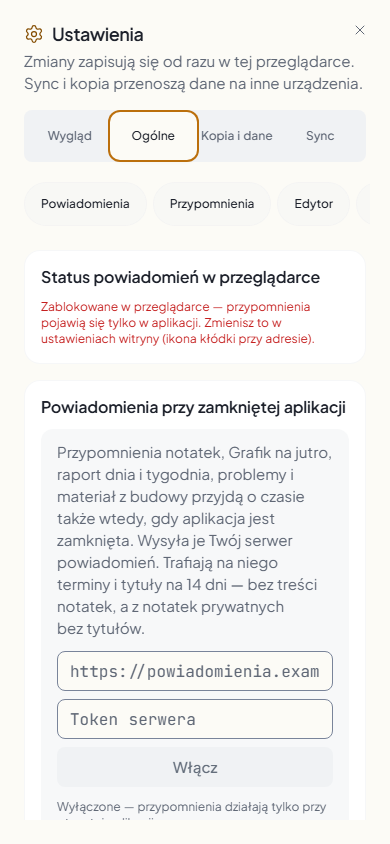 Ustawienia
Zmiany zapisują się od razu w tej przeglądarce.
Sync i kopia przenoszą dane na inne urządzenia.
Wygląd
Ogólne
Kopia i dane
Sync
Powiadomienia
Przypomnienia
Edytor
Status powiadomień w przeglądarce
Zablokowane w przeglądarce — przypomnienia
pojawią się tylko w aplikacji. Zmienisz to w
ustawieniach witryny (ikona kłódki przy adresie).
Powiadomienia przy zamkniętej aplikacji
Przypomnienia notatek, Grafik na jutro,
raport dnia i tygodnia, problemy i
materiał z budowy przyjdą o czasie
także wtedy, gdy aplikacja jest
zamknięta. Wysyła je Twój serwer
powiadomień. Trafiają na niego
terminy i tytuły na 14 dni — bez treści
notatek, a z notatek prywatnych
bez tytułów.
https://powiadomienia.exam
Token serwera
Włącz
Wyłączone — przypomnienia działają tylko przy